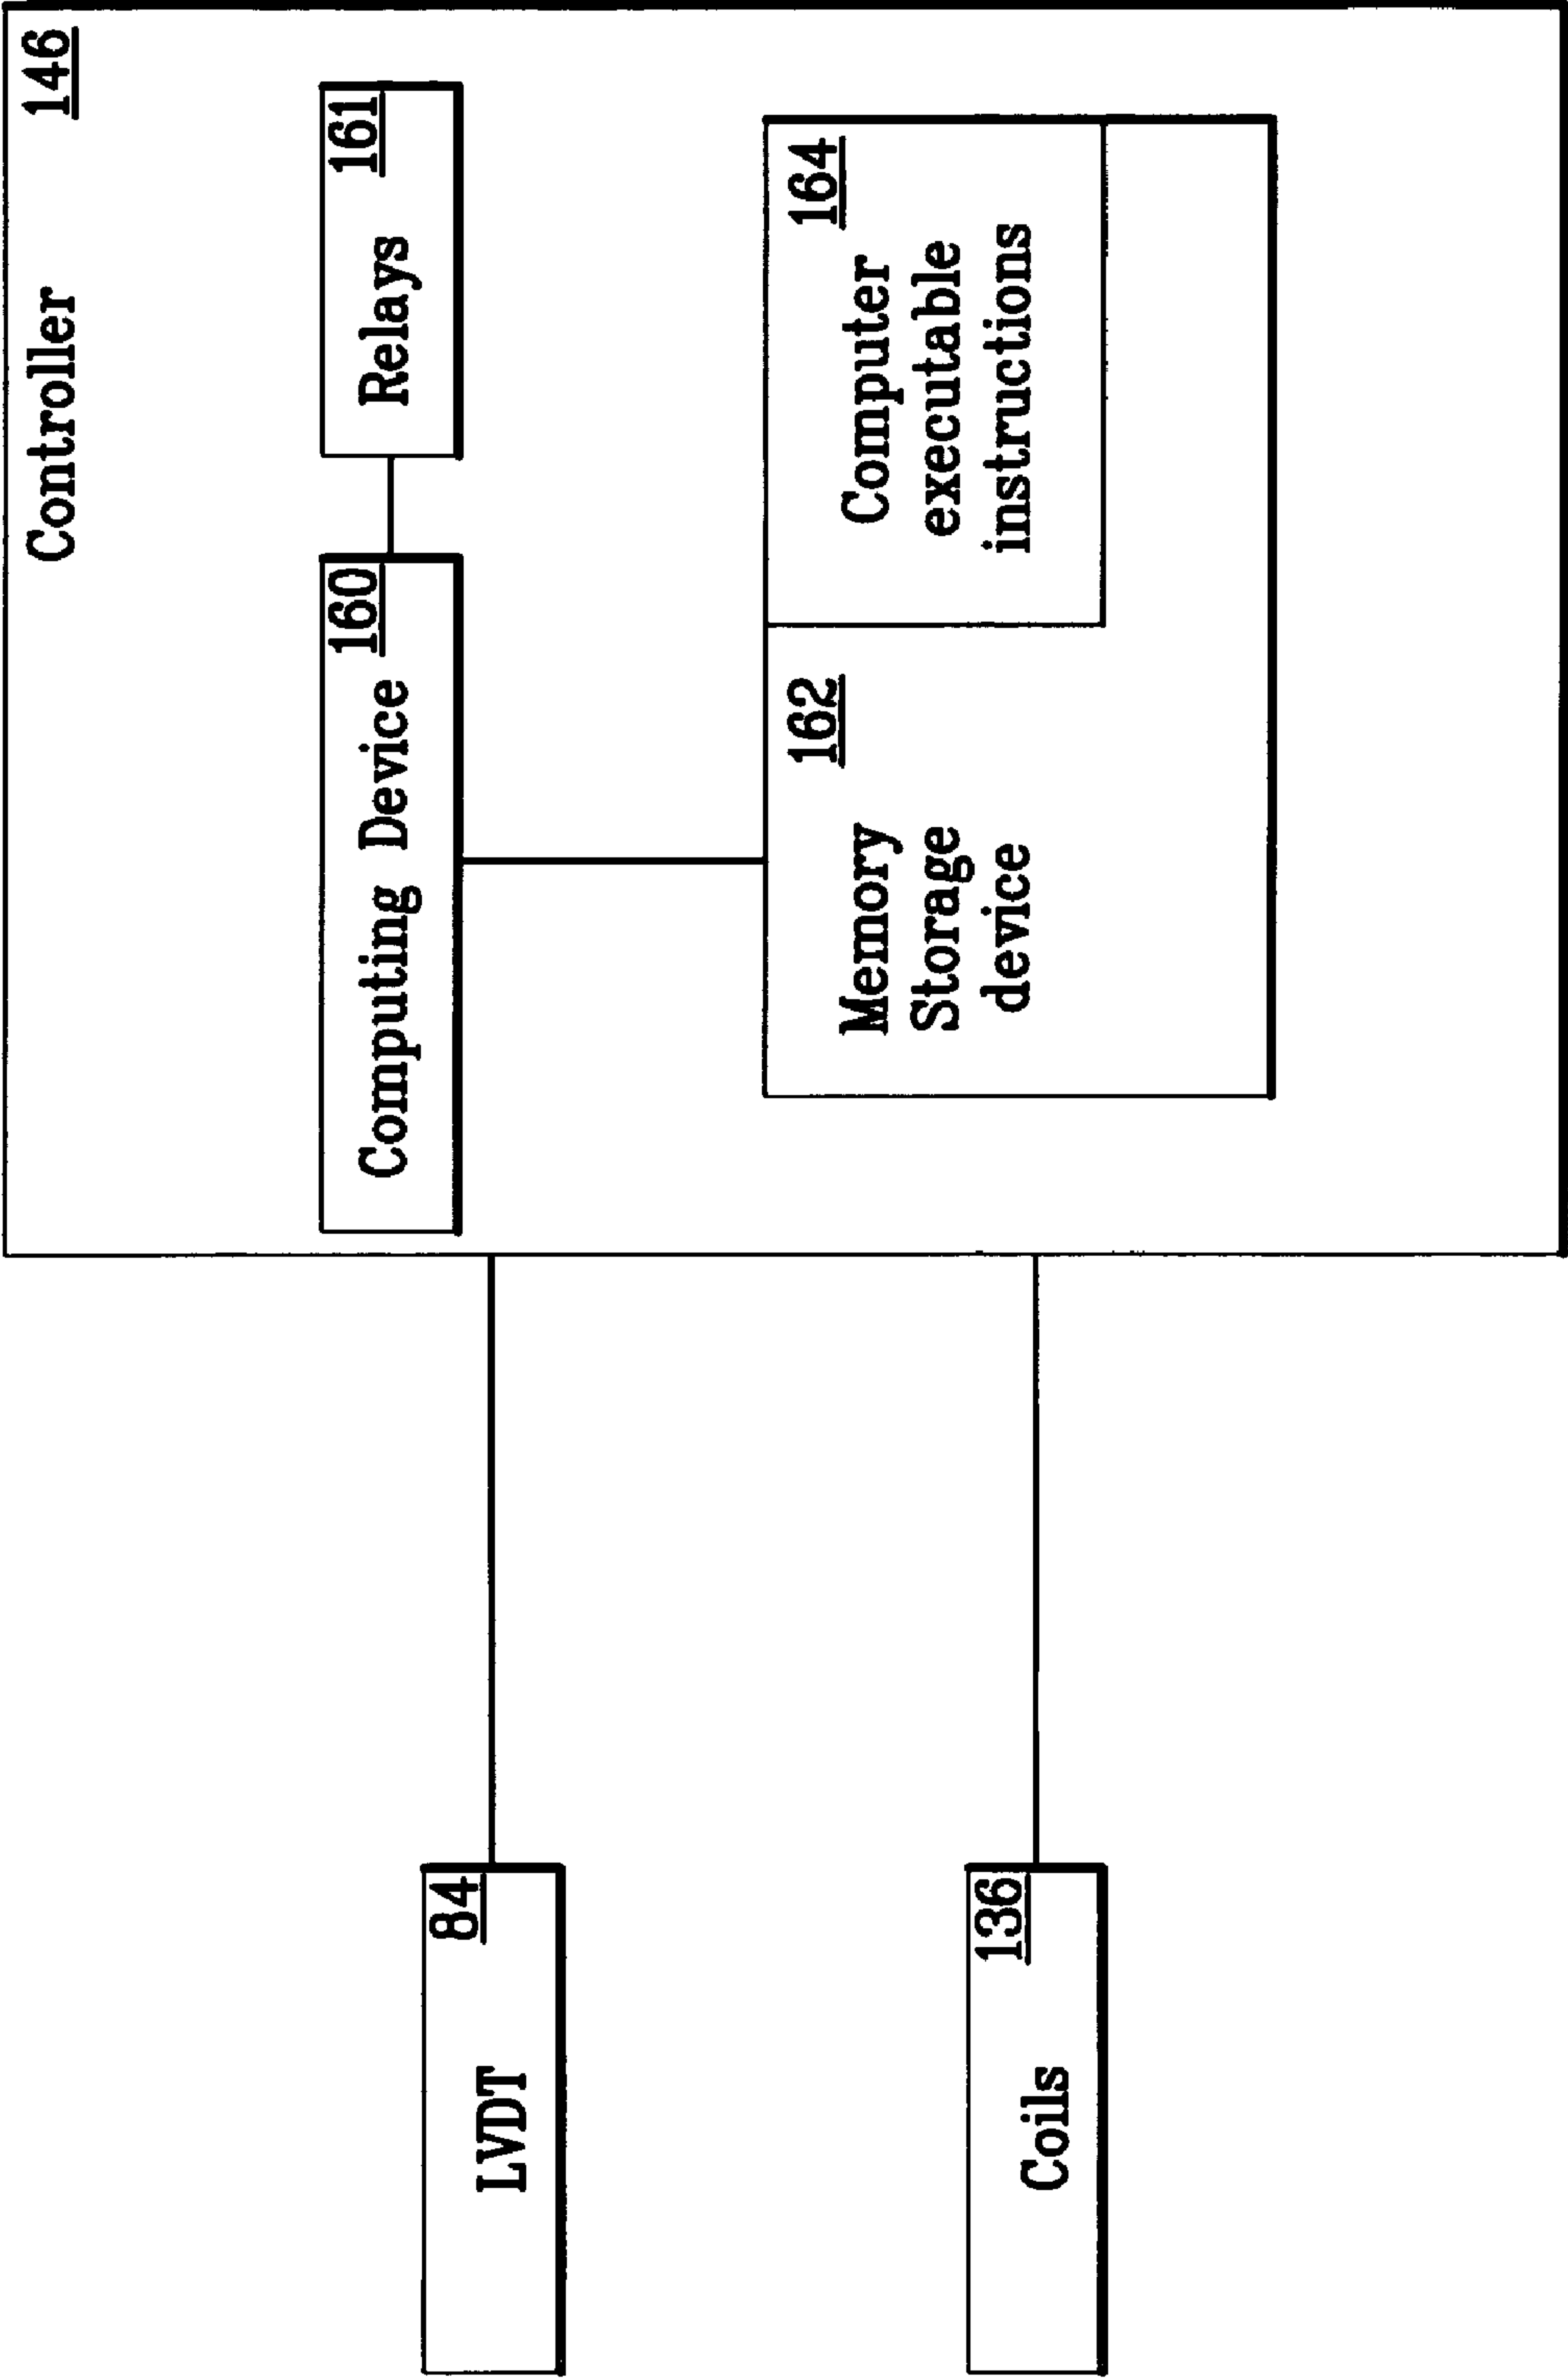 Controller
146
Computing Device
160
Relays
161
LVDT
84
Memory
Storage
device
162
Computer
executable
instructions
164
Coils
136